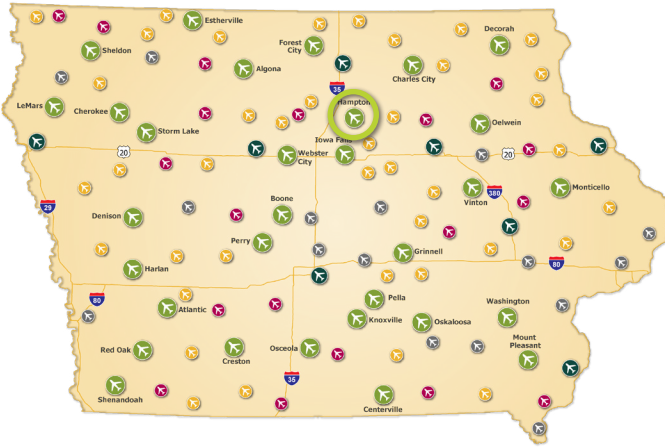 Estherville
Decorah
Forest
City
Sheldon
Algona
Charles City
35
Hampton
LeMars
Cherokee
Storm Lake
Oelwein
Iowa Falls
20
Webster
City
20
Monticello
380
Vinton
29
Denison
Boone
Perry
Grinnell
80
Harlan
80
Pella
Washington
Atlantic
Knoxville
Oskaloosa
Mount
Pleasant
Red Oak
Creston
Osceola
35
Shenandoah
Centerville